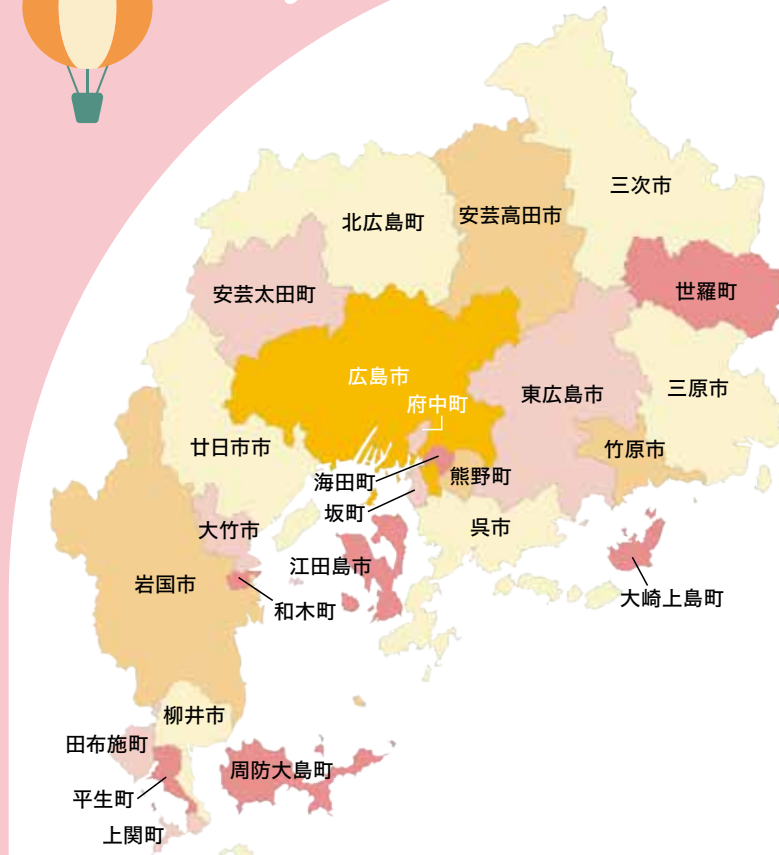 三次市
安芸高田市
北広島町
世羅町
安芸太田町
広島市
東広島市
三原市
府中町
廿日市市
竹原市
海田町
熊野町
坂町
大竹市
呉市
江田島市
岩国市
和木町
大崎上島町
柳井市
田布施町
周防大島町
平生町
上関町